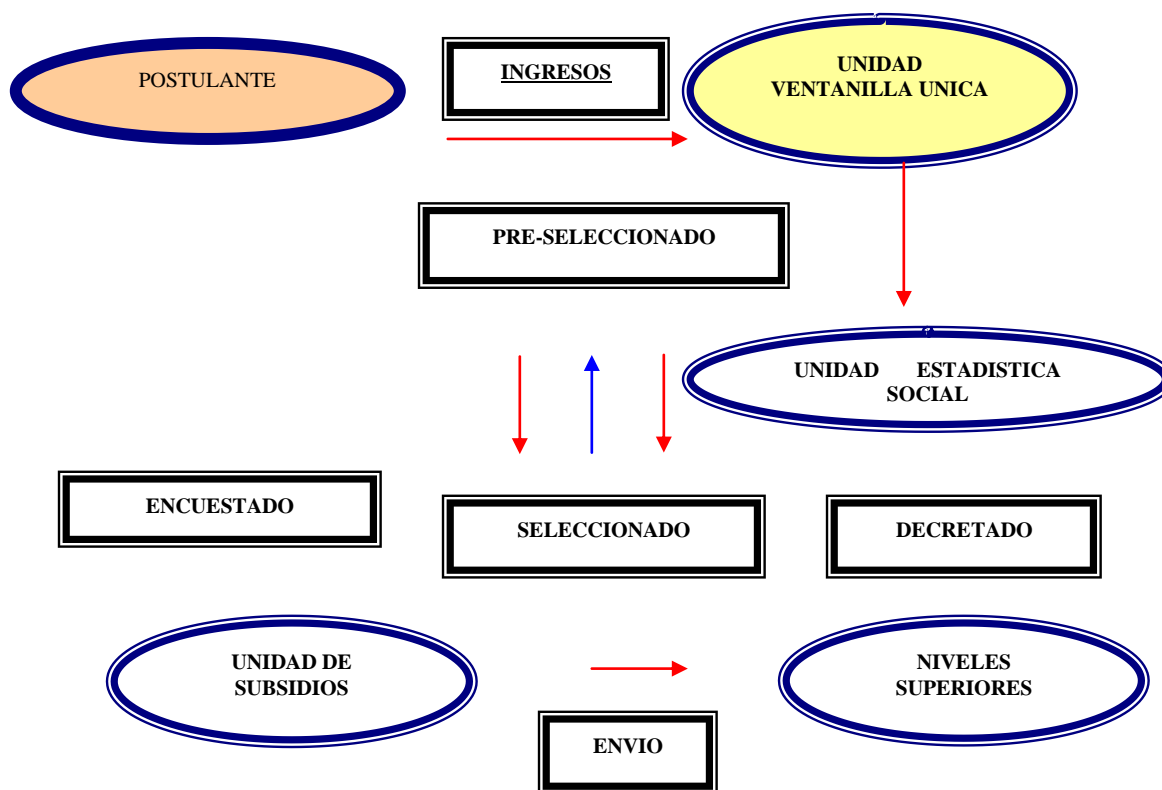 POSTULANTE
INGRESOS
UNIDAD
VENTANILLA UNICA
PRE-SELECCIONADO
UNIDAD ESTADISTICA
SOCIAL
ENCUESTADO
SELECCIONADO
DECRETADO
UNIDAD DE
SUBSIDIOS
NIVELES
SUPERIORES
ENVIO